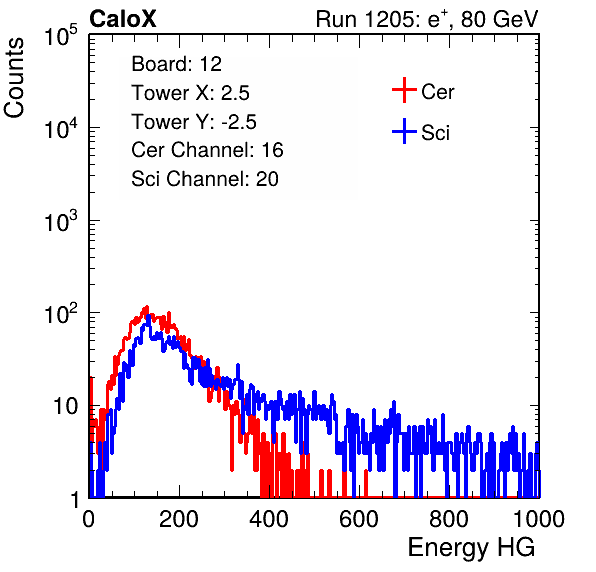 CaloX Run 1205: e⁺, 80 GeV
Counts
10⁵
10⁴
10³
10²
10
1
Board: 12
Tower X: 2.5
Tower Y: -2.5
Cer Channel: 16
Sci Channel: 20
Cer
Sci
0 200 400 600 800 1000
Energy HG